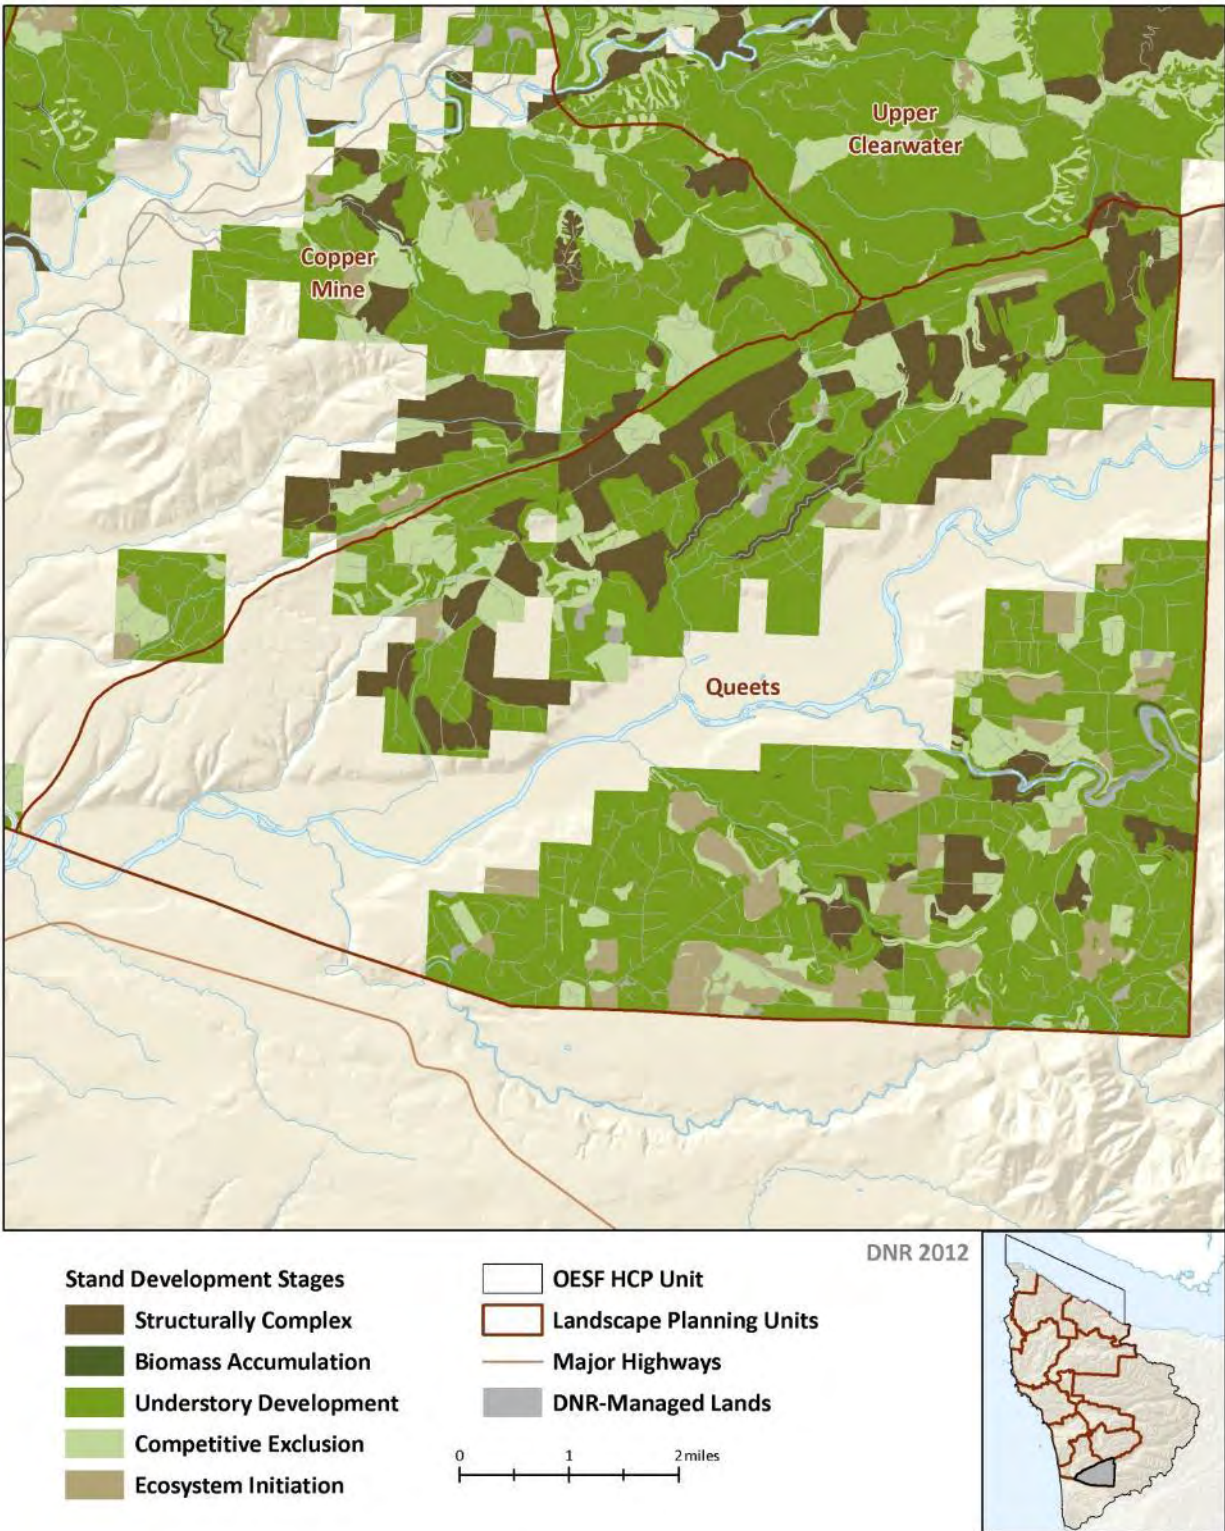 Upper
Clearwater
Copper
Mine
Queets
DNR 2012
Stand Development Stages
Structurally Complex
Biomass Accumulation
Understory Development
Competitive Exclusion
Ecosystem Initiation
OESF HCP Unit
Landscape Planning Units
Major Highways
DNR-Managed Lands
0 1 2 miles